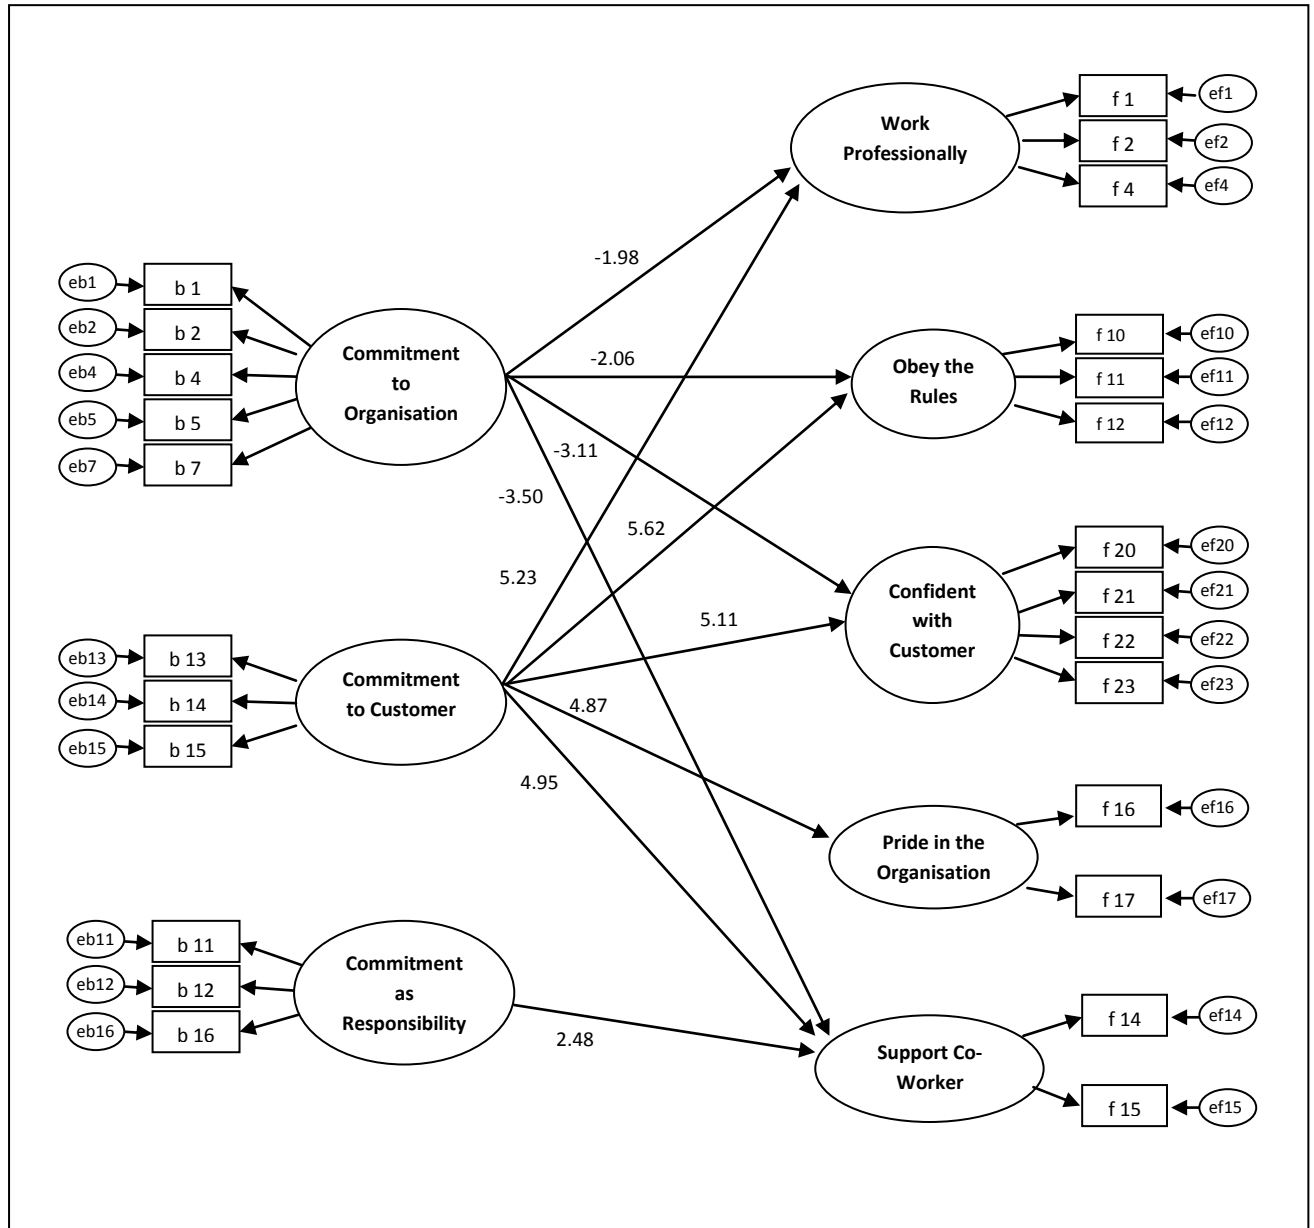 Work
Professionally
f 1
ef1
f 2
ef2
f 4
ef4
-1.98
eb1
b 1
eb2
b 2
eb4
b 4
eb5
b 5
eb7
b 7
Commitment
to
Organisation
-2.06
Obey the
Rules
f 10
ef10
f 11
ef11
f 12
ef12
-3.11
-3.50
5.62
5.23
5.11
Confident
with
Customer
f 20
ef20
f 21
ef21
f 22
ef22
f 23
ef23
eb13
b 13
eb14
b 14
eb15
b 15
Commitment
to Customer
4.87
4.95
Pride in the
Organisation
f 16
ef16
f 17
ef17
eb11
b 11
eb12
b 12
eb16
b 16
Commitment
as
Responsibility
2.48
Support Co-
Worker
f 14
ef14
f 15
ef15